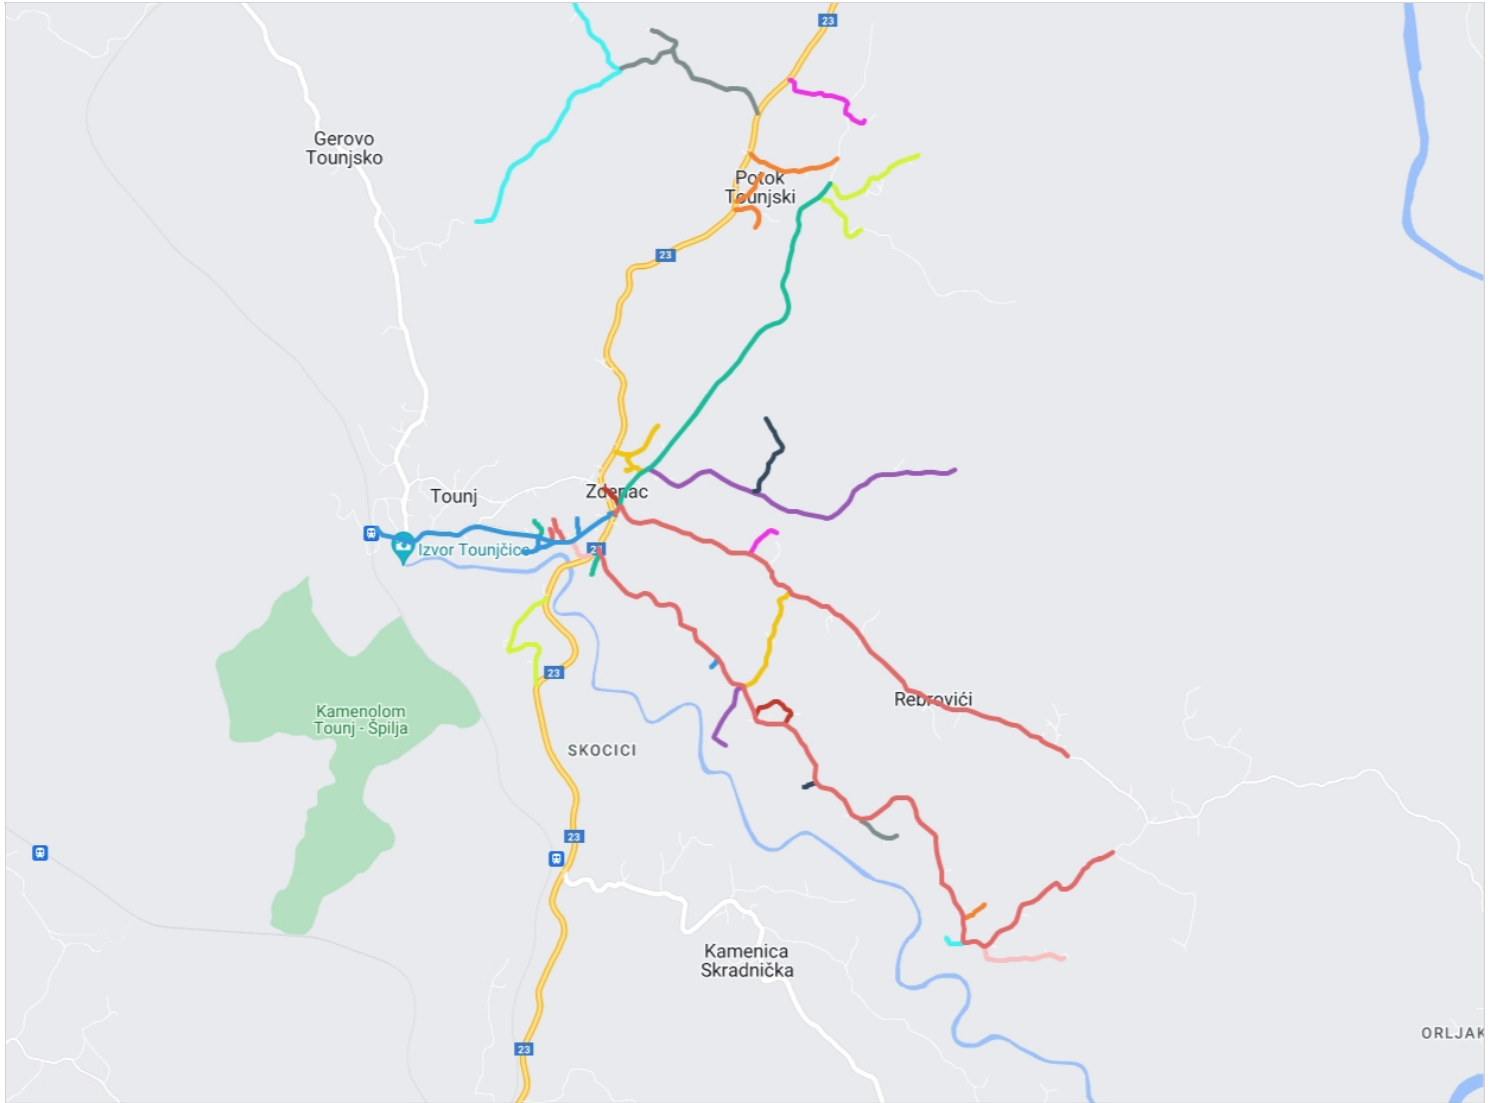 23
Gerovo
Tounjsko
Potok
Tounjski
23
Zdenac
Tounj
Izvor Tounjčice
23
23
Rebrovići
Kamenolom
Tounj - Špilja
SKOCICI
23
Kamenica
Skradnička
ORLJAK
23